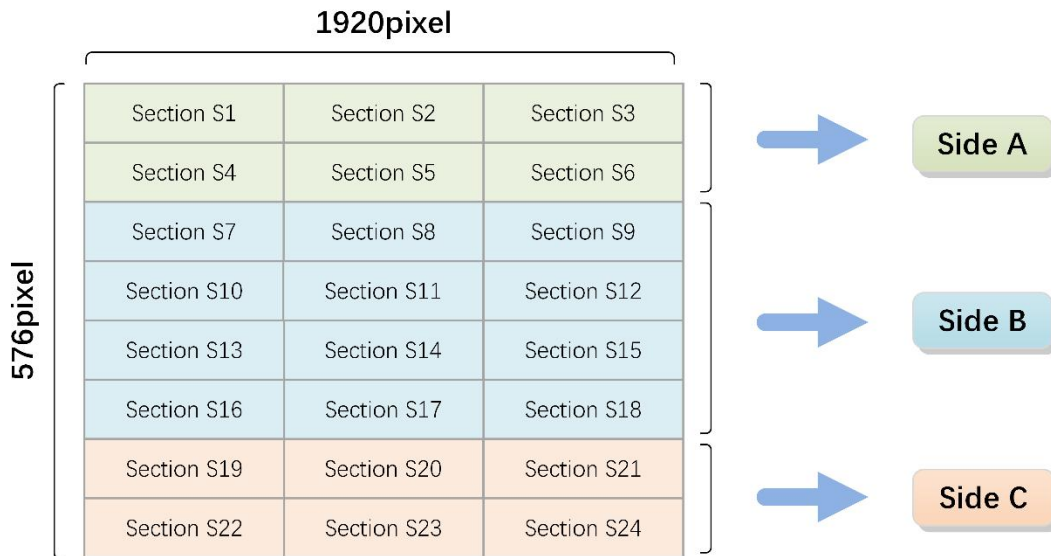 1920pixel
576pixel
Section S1 Section S2 Section S3
Section S4 Section S5 Section S6
Section S7 Section S8 Section S9
Section S10 Section S11 Section S12
Section S13 Section S14 Section S15
Section S16 Section S17 Section S18
Section S19 Section S20 Section S21
Section S22 Section S23 Section S24
Side A
Side B
Side C